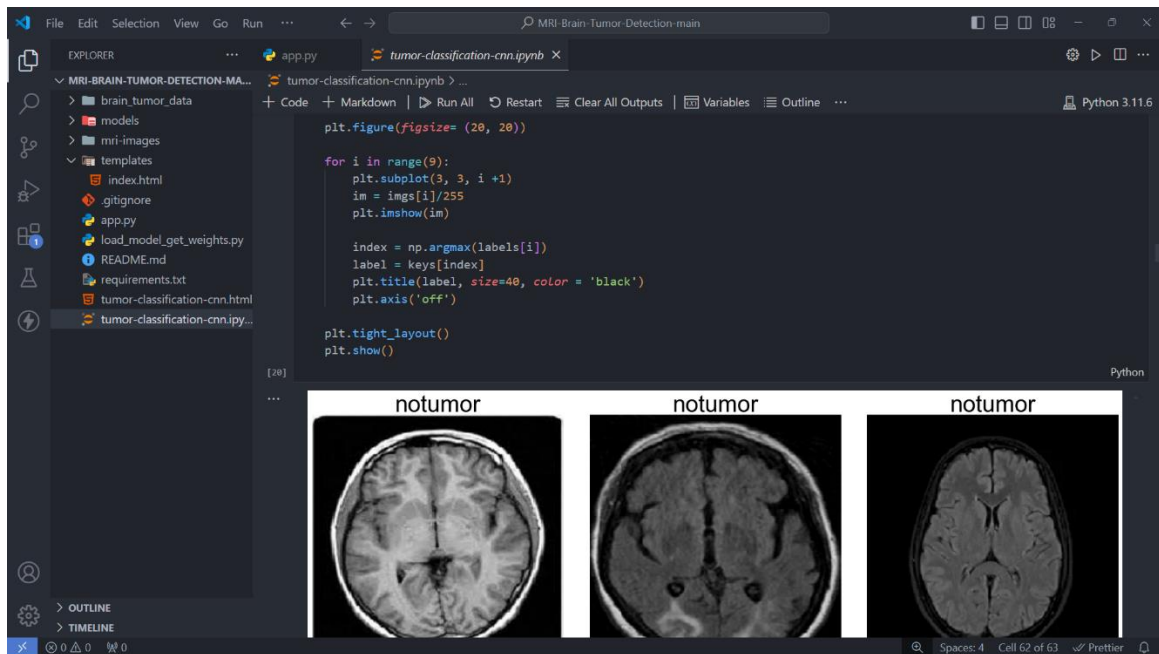 File Edit Selection View Go Run ··· ← → MRI-Brain-Tumor-Detection-main
EXPLORER ···
app.py tumor-classification-cnn.ipynb ×
MRI-BRAIN-TUMOR-DETECTION-MA...
brain_tumor_data
models
mri-images
templates
index.html
.gitignore
app.py
load_model_get_weights.py
README.md
requirements.txt
tumor-classification-cnn.html
tumor-classification-cnn.ipy...
OUTLINE
TIMELINE
1
tumor-classification-cnn.ipynb > ...
+ Code + Markdown | Run All Restart Clear All Outputs | Variables Outline ··· Python 3.11.6
plt.figure(figsize= (20, 20))
for i in range(9):
    plt.subplot(3, 3, i +1)
    im = imgs[i]/255
    plt.imshow(im)
    index = np.argmax(labels[i])
    label = keys[index]
    plt.title(label, size=40, color = 'black')
    plt.axis('off')
plt.tight_layout()
plt.show()
[20] Python
···
notumor notumor notumor
0 0 0 Spaces: 4 Cell 62 of 63 Prettier